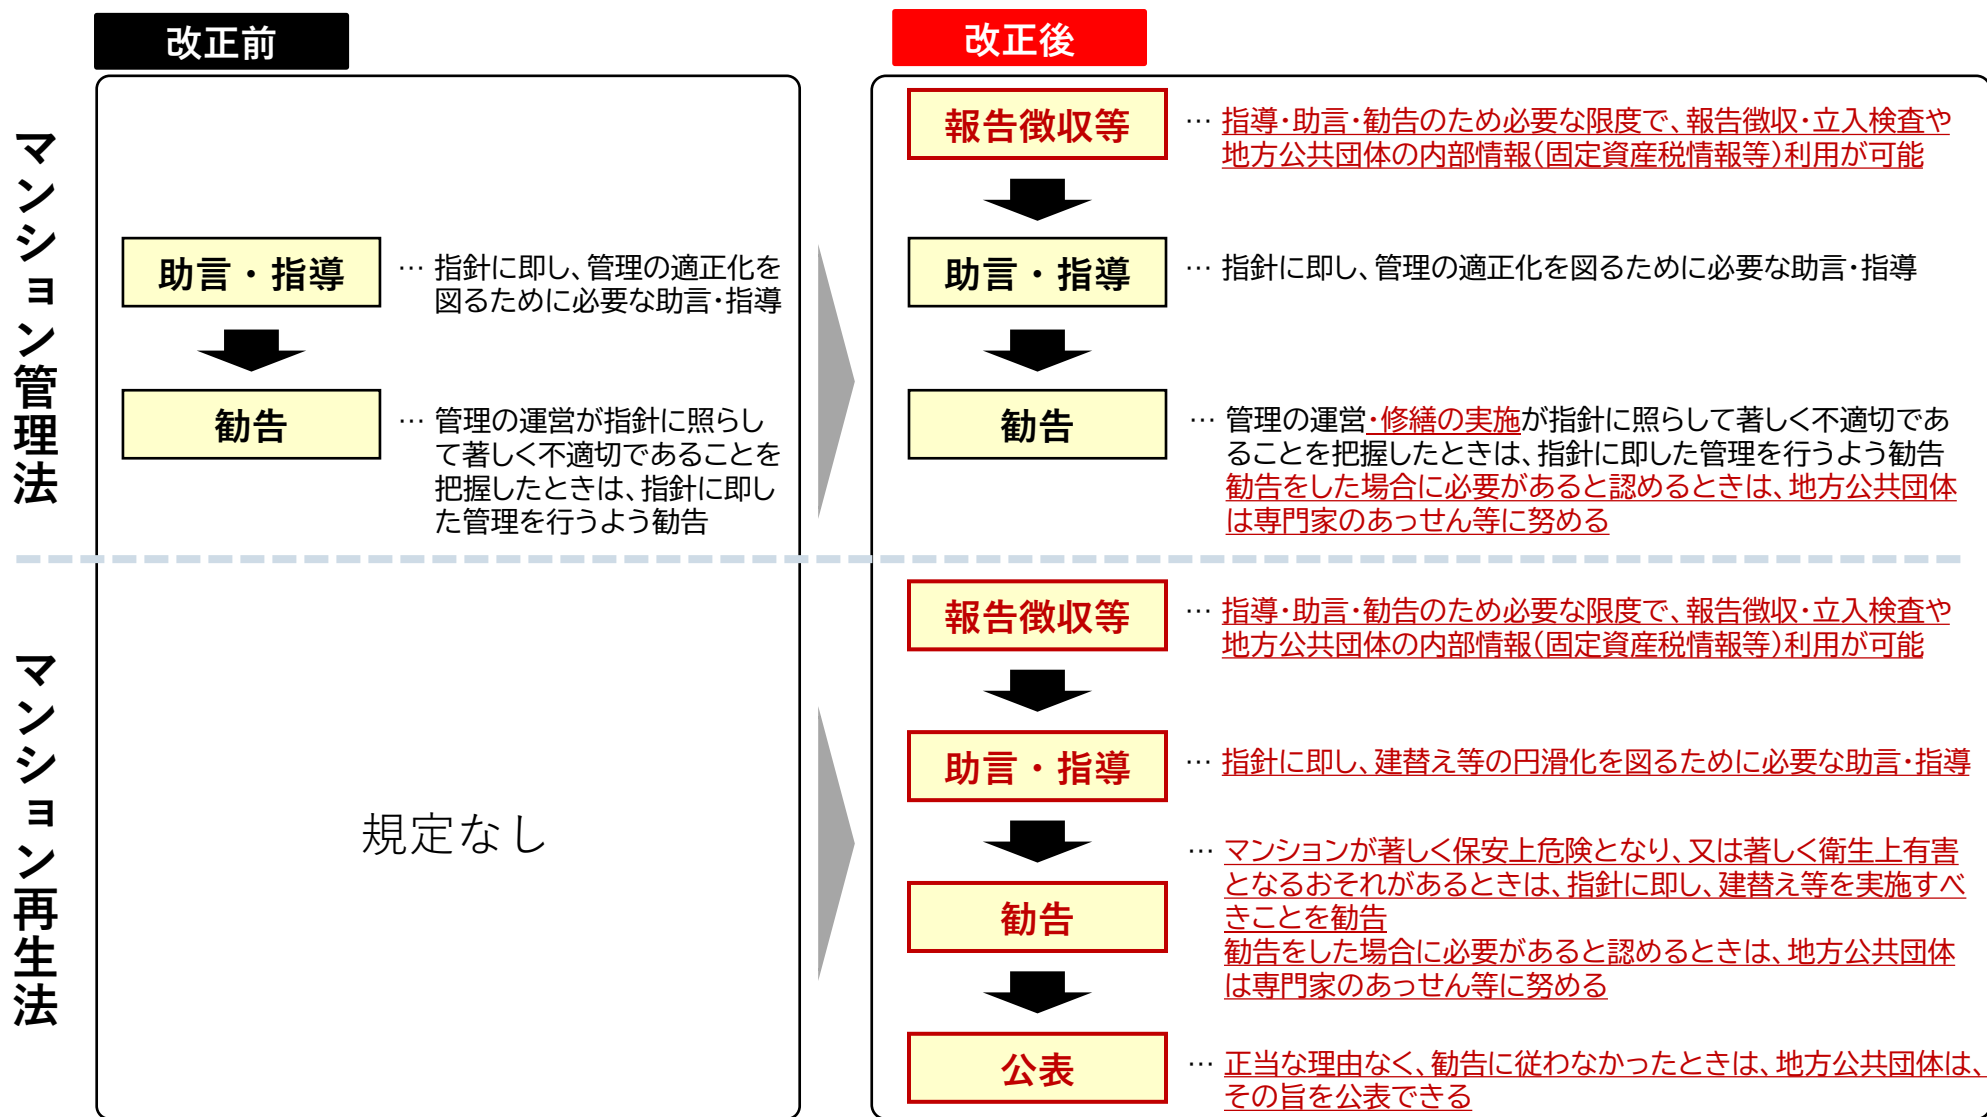 改正前
改正後
マンション管理法
助言・指導
… 指針に即し、管理の適正化を
図るために必要な助言・指導
勧告
… 管理の運営が指針に照らし
て著しく不適切であることを
把握したときは、指針に即し
た管理を行うよう勧告
報告徴収等
… 指導・助言・勧告のため必要な限度で、報告徴収・立入検査や
地方公共団体の内部情報(固定資産税情報等)利用が可能
助言・指導
… 指針に即し、管理の適正化を図るために必要な助言・指導
勧告
… 管理の運営・修繕の実施が指針に照らして著しく不適切であ
ることを把握したときは、指針に即した管理を行うよう勧告
勧告をした場合に必要があると認めるときは、地方公共団体
は専門家のあっせん等に努める
マンション再生法
規定なし
報告徴収等
… 指導・助言・勧告のため必要な限度で、報告徴収・立入検査や
地方公共団体の内部情報(固定資産税情報等)利用が可能
助言・指導
… 指針に即し、建替え等の円滑化を図るために必要な助言・指導
勧告
… マンションが著しく保安上危険となり、又は著しく衛生上有害
となるおそれがあるときは、指針に即し、建替え等を実施すべ
きことを勧告
勧告をした場合に必要があると認めるときは、地方公共団体
は専門家のあっせん等に努める
公表
… 正当な理由なく、勧告に従わなかったときは、地方公共団体は、
その旨を公表できる